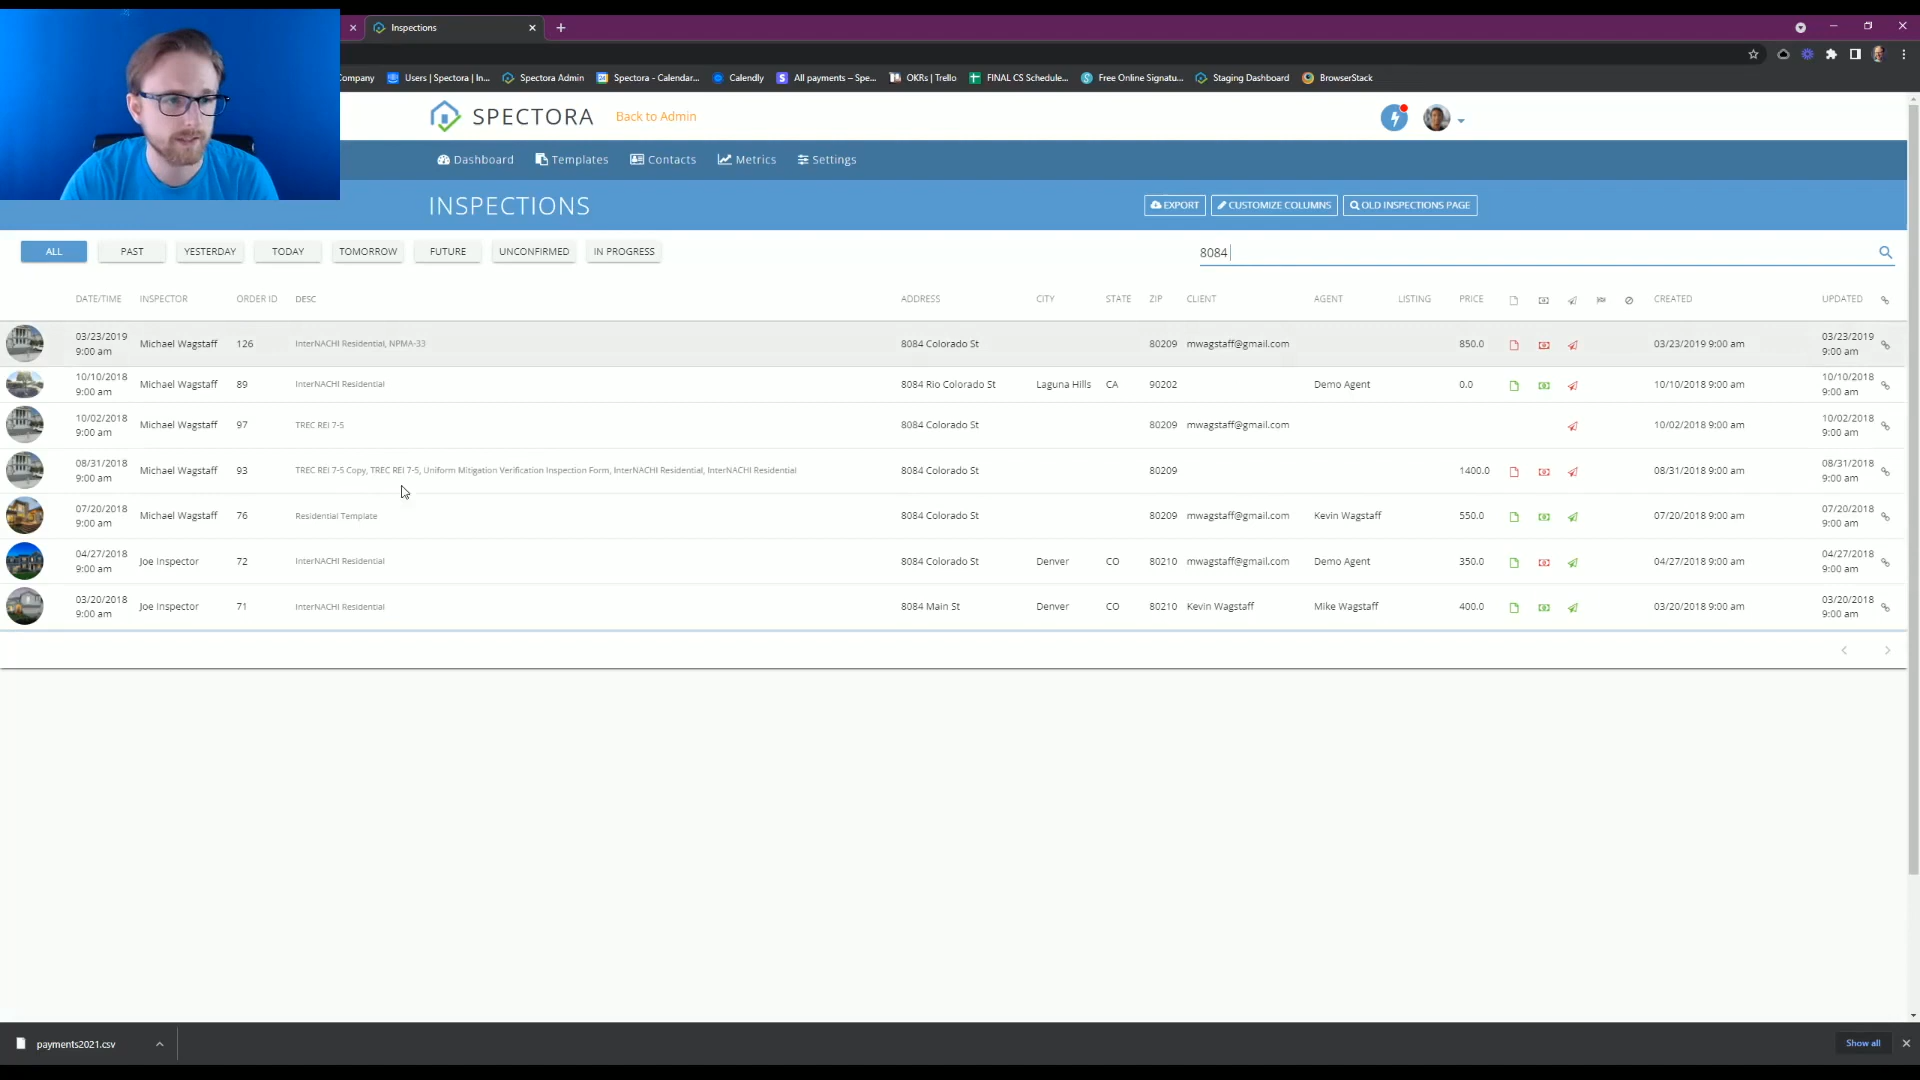 Inspections
Company Users | Spectora | In... Spectora Admin Spectora - Calendar... Calendly All payments – Spe... OKRs | Trello FINAL CS Schedule... Free Online Signatu... Staging Dashboard BrowserStack
SPECTORA Back to Admin
Dashboard Templates Contacts Metrics Settings
INSPECTIONS EXPORT CUSTOMIZE COLUMNS OLD INSPECTIONS PAGE
ALL PAST YESTERDAY TODAY TOMORROW FUTURE UNCONFIRMED IN PROGRESS 8084
DATE/TIME INSPECTOR ORDER ID DESC ADDRESS CITY STATE ZIP CLIENT AGENT LISTING PRICE CREATED UPDATED
03/23/2019 9:00 am Michael Wagstaff 126 InterNACHI Residential, NPMA-33 8084 Colorado St 80209 mwagstaff@gmail.com 850.0 03/23/2019 9:00 am 03/23/2019 9:00 am
10/10/2018 9:00 am Michael Wagstaff 89 InterNACHI Residential 8084 Rio Colorado St Laguna Hills CA 90202 Demo Agent 0.0 10/10/2018 9:00 am 10/10/2018 9:00 am
10/02/2018 9:00 am Michael Wagstaff 97 TREC REI 7-5 8084 Colorado St 80209 mwagstaff@gmail.com 10/02/2018 9:00 am 10/02/2018 9:00 am
08/31/2018 9:00 am Michael Wagstaff 93 TREC REI 7-5 Copy, TREC REI 7-5, Uniform Mitigation Verification Inspection Form, InterNACHI Residential, InterNACHI Residential 8084 Colorado St 80209 1400.0 08/31/2018 9:00 am 08/31/2018 9:00 am
07/20/2018 9:00 am Michael Wagstaff 76 Residential Template 8084 Colorado St 80209 mwagstaff@gmail.com Kevin Wagstaff 550.0 07/20/2018 9:00 am 07/20/2018 9:00 am
04/27/2018 9:00 am Joe Inspector 72 InterNACHI Residential 8084 Colorado St Denver CO 80210 mwagstaff@gmail.com Demo Agent 350.0 04/27/2018 9:00 am 04/27/2018 9:00 am
03/20/2018 9:00 am Joe Inspector 71 InterNACHI Residential 8084 Main St Denver CO 80210 Kevin Wagstaff Mike Wagstaff 400.0 03/20/2018 9:00 am 03/20/2018 9:00 am
payments2021.csv Show all